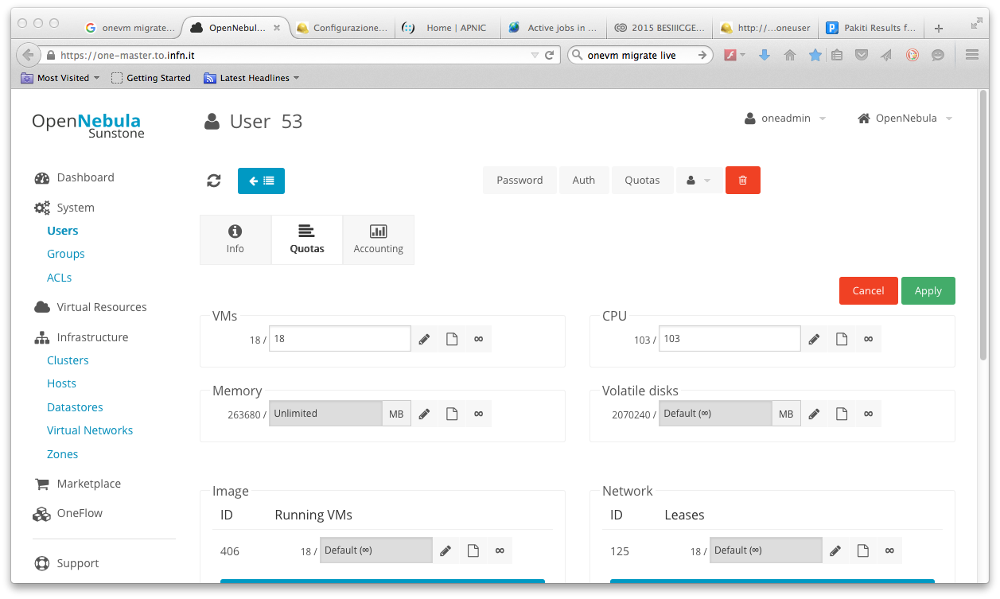 onevm migrate...
OpenNebul...
Configurazione...
Home | APNIC
Active jobs in ...
2015 BESIIICGE...
http:/...oneuser
Pakiti Results f...
https://one-master.to.infn.it
onevm migrate live
Most Visited
Getting Started
Latest Headlines
OpenNebula
Sunstone
User 53
oneadmin
OpenNebula
Dashboard
System
Users
Groups
ACLs
Virtual Resources
Infrastructure
Clusters
Hosts
Datastores
Virtual Networks
Zones
Marketplace
OneFlow
Support
Password
Auth
Quotas
Info
Quotas
Accounting
Cancel
Apply
VMs
18 / 18
CPU
103 / 103
Memory
263680 / Unlimited MB
Volatile disks
2070240 / Default (∞) MB
Image
ID Running VMs
406 18 / Default (∞)
Network
ID Leases
125 18 / Default (∞)